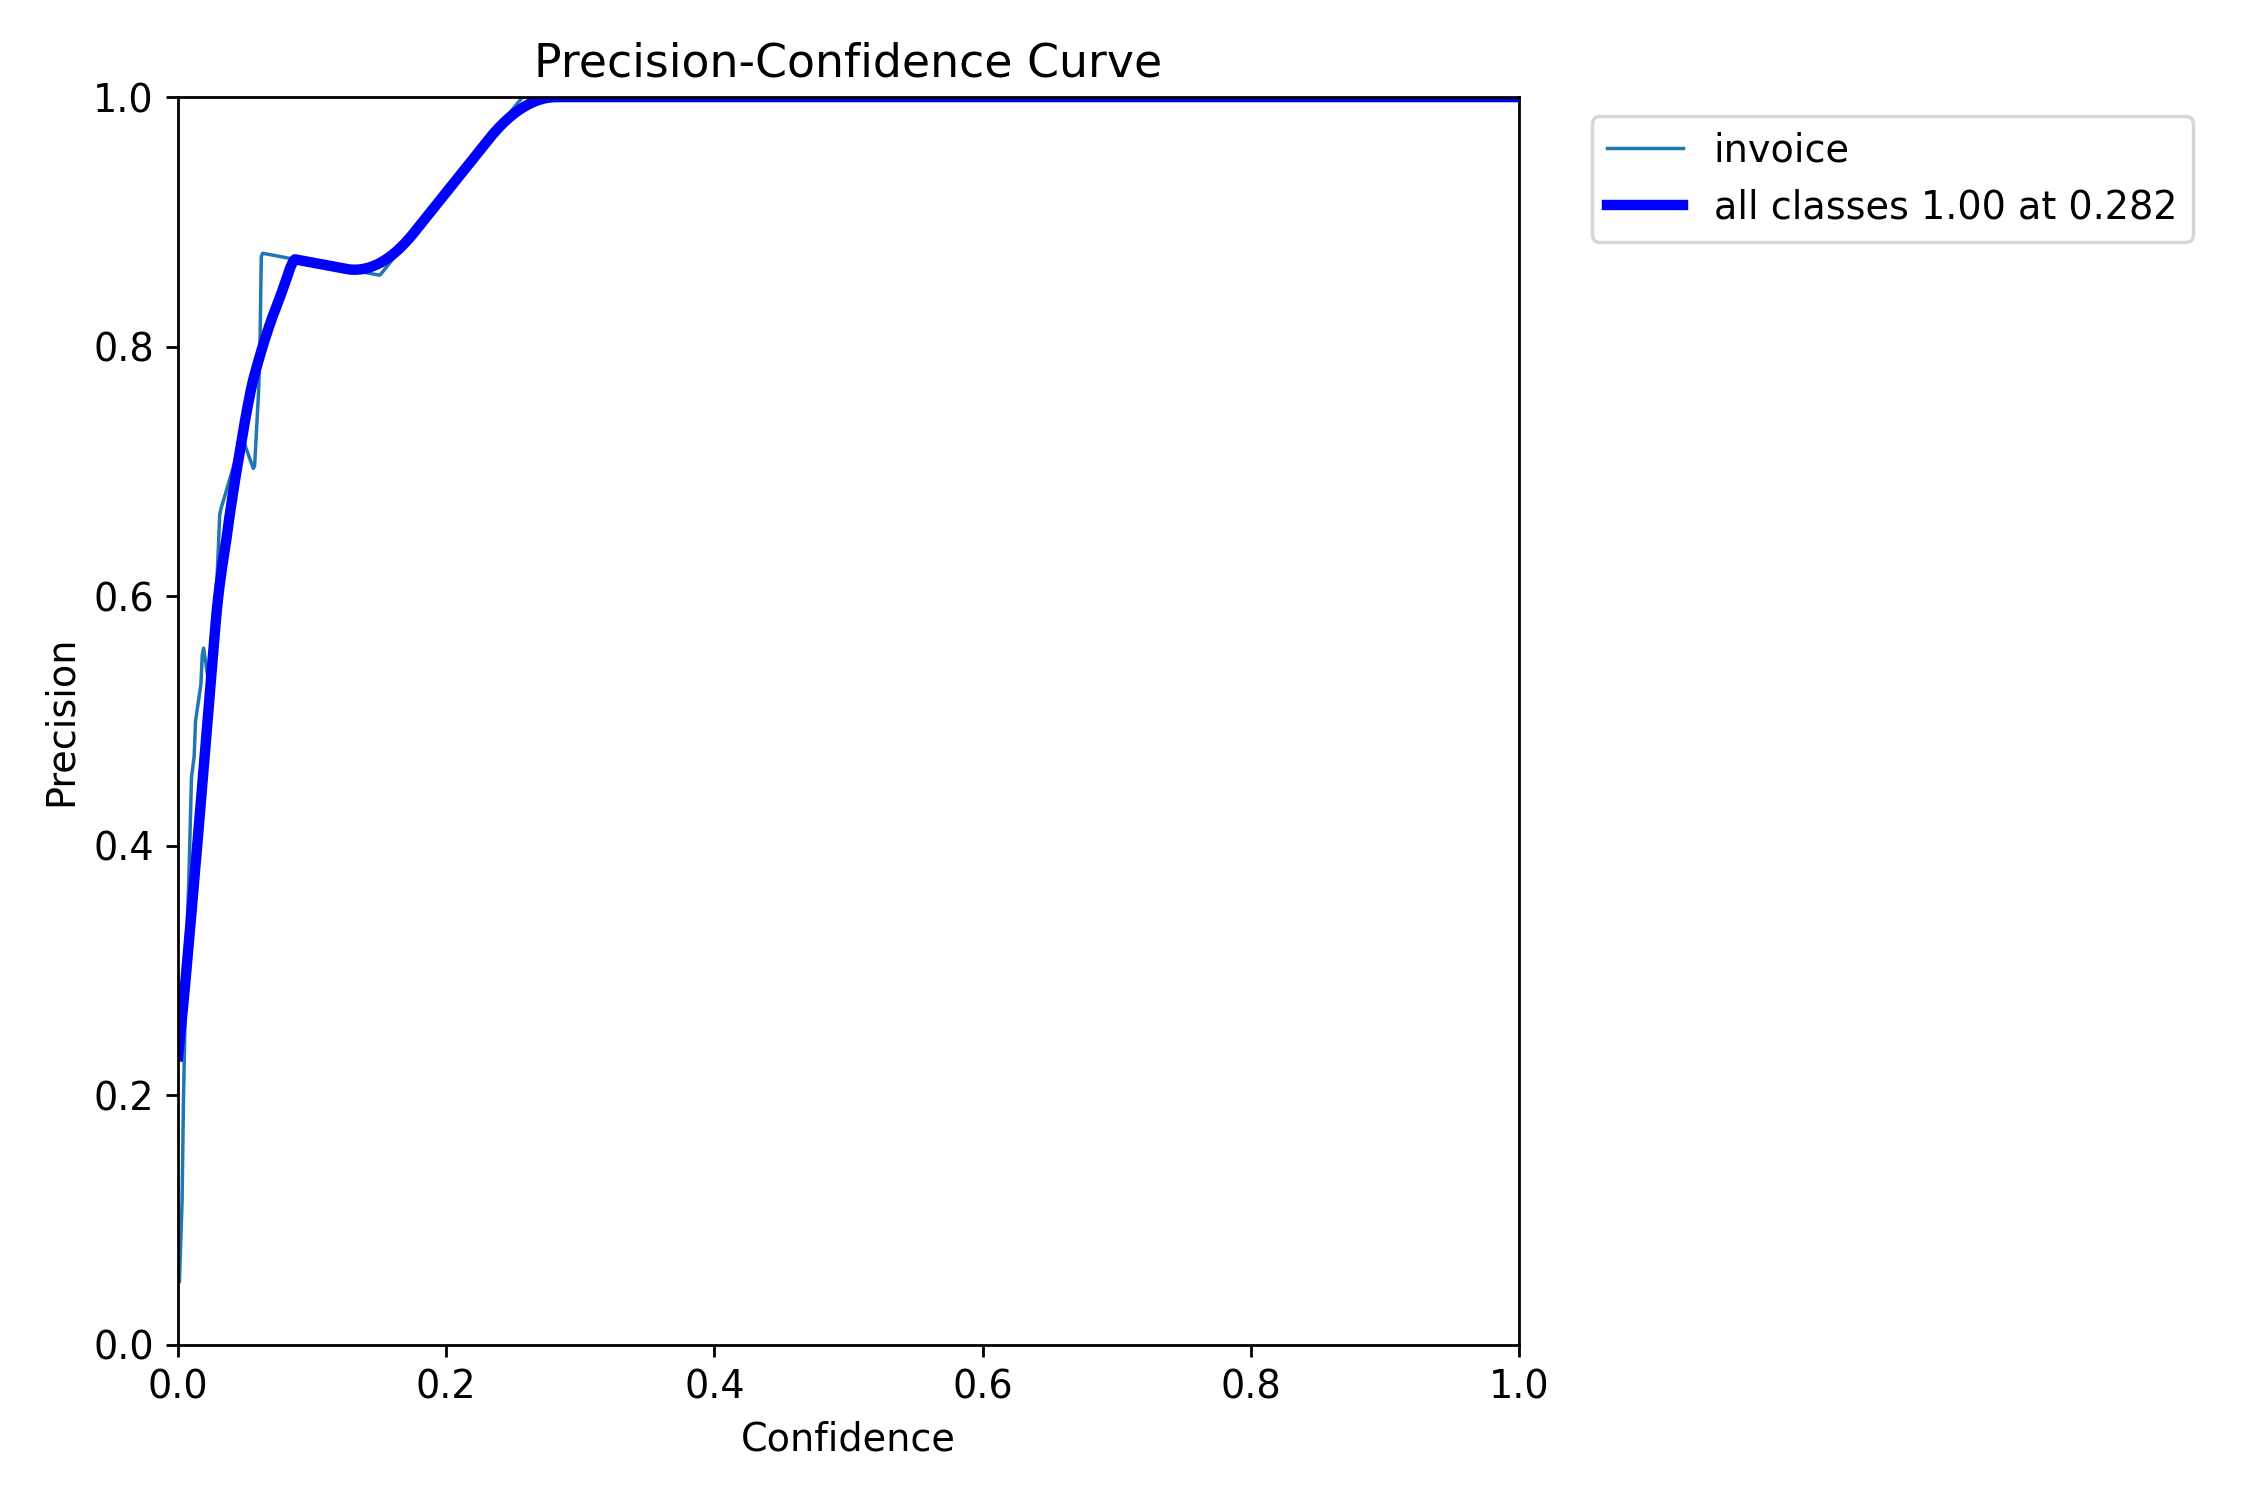 Precision-Confidence Curve
1.0
0.8
0.6
0.4
0.2
0.0
Precision
0.0 0.2 0.4 0.6 0.8 1.0
Confidence
invoice
all classes 1.00 at 0.282